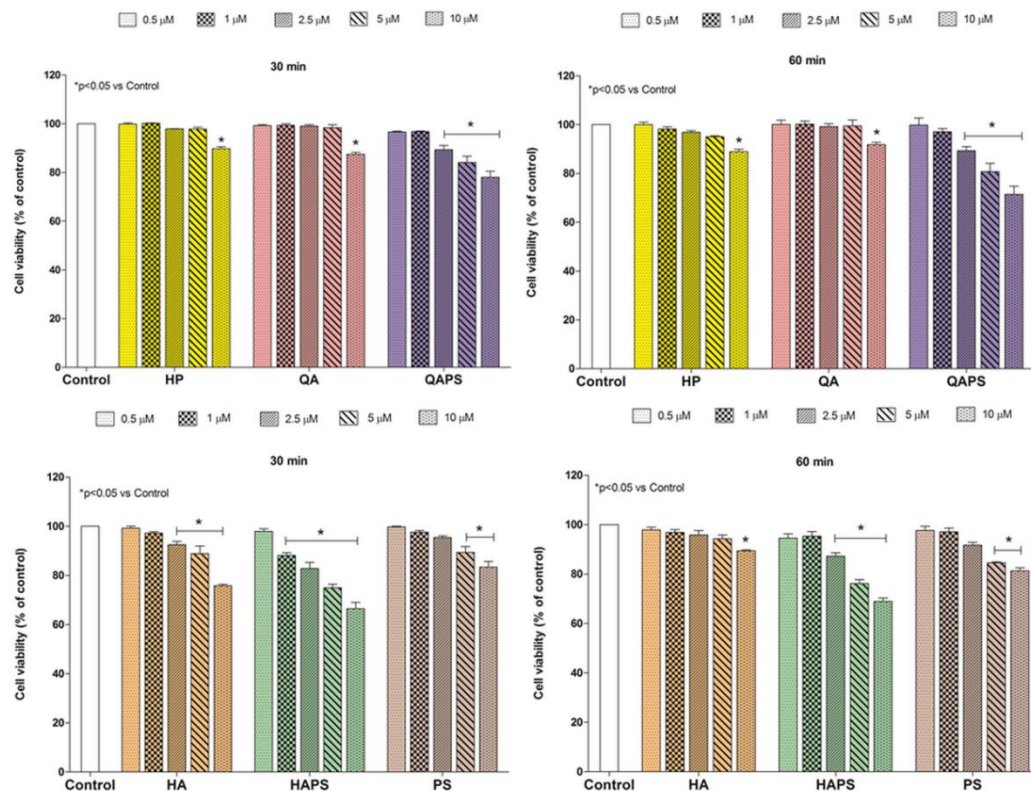 0.5 µM 1 µM 2.5 µM 5 µM 10 µM
30 min
*p<0.05 vs Control
Cell viability (% of control)
120
100
80
60
40
20
0
* * *
Control HP QA QAPS
0.5 µM 1 µM 2.5 µM 5 µM 10 µM
60 min
*p<0.05 vs Control
Cell viability (% of control)
120
100
80
60
40
20
0
* * *
Control HP QA QAPS
0.5 µM 1 µM 2.5 µM 5 µM 10 µM
30 min
*p<0.05 vs Control
Cell viability (% of control)
120
100
80
60
40
20
0
* * *
Control HA HAPS PS
0.5 µM 1 µM 2.5 µM 5 µM 10 µM
60 min
*p<0.05 vs Control
Cell viability (% of control)
120
100
80
60
40
20
0
* * *
Control HA HAPS PS